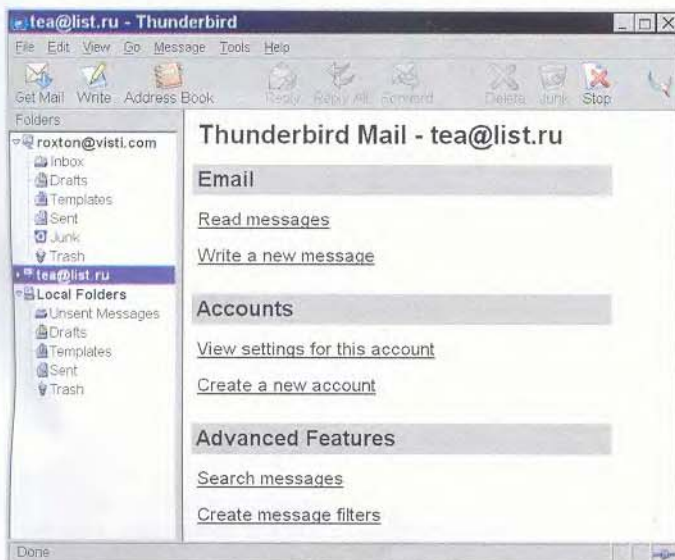 tea@list.ru - Thunderbird
File Edit View Go Message Tools Help
Get Mail Write Address Book Reply Reply All Forward Delete Junk Stop
Folders
roxton@visti.com
Inbox
Drafts
Templates
Sent
Junk
Trash
tea@list.ru
Local Folders
Unsent Messages
Drafts
Templates
Sent
Trash
Thunderbird Mail - tea@list.ru
Email
Read messages
Write a new message
Accounts
View settings for this account
Create a new account
Advanced Features
Search messages
Create message filters
Done